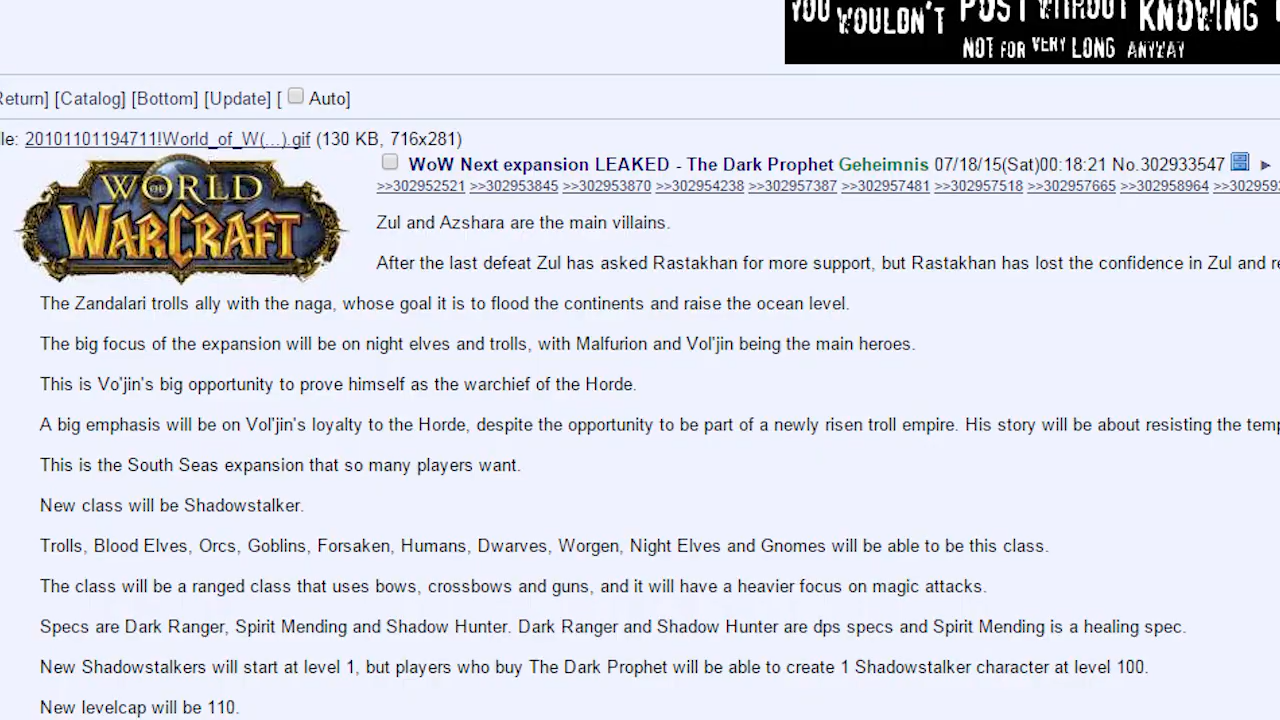 YOU WOULDN'T POST WITHOUT KNOWING
NOT FOR VERY LONG ANYWAY
Return] [Catalog] [Bottom] [Update] [ Auto]
le: 20101101194711!World_of_W(...).gif (130 KB, 716x281)
WORLD OF WARCRAFT
WoW Next expansion LEAKED - The Dark Prophet Geheimnis 07/18/15(Sat)00:18:21 No.302933547
>>302952521 >>302953845 >>302953870 >>302954238 >>302957387 >>302957481 >>302957518 >>302957665 >>302958964 >>302959
Zul and Azshara are the main villains.
After the last defeat Zul has asked Rastakhan for more support, but Rastakhan has lost the confidence in Zul and re
The Zandalari trolls ally with the naga, whose goal it is to flood the continents and raise the ocean level.
The big focus of the expansion will be on night elves and trolls, with Malfurion and Vol'jin being the main heroes.
This is Vo'jin's big opportunity to prove himself as the warchief of the Horde.
A big emphasis will be on Vol'jin's loyalty to the Horde, despite the opportunity to be part of a newly risen troll empire. His story will be about resisting the temp
This is the South Seas expansion that so many players want.
New class will be Shadowstalker.
Trolls, Blood Elves, Orcs, Goblins, Forsaken, Humans, Dwarves, Worgen, Night Elves and Gnomes will be able to be this class.
The class will be a ranged class that uses bows, crossbows and guns, and it will have a heavier focus on magic attacks.
Specs are Dark Ranger, Spirit Mending and Shadow Hunter. Dark Ranger and Shadow Hunter are dps specs and Spirit Mending is a healing spec.
New Shadowstalkers will start at level 1, but players who buy The Dark Prophet will be able to create 1 Shadowstalker character at level 100.
New levelcap will be 110.